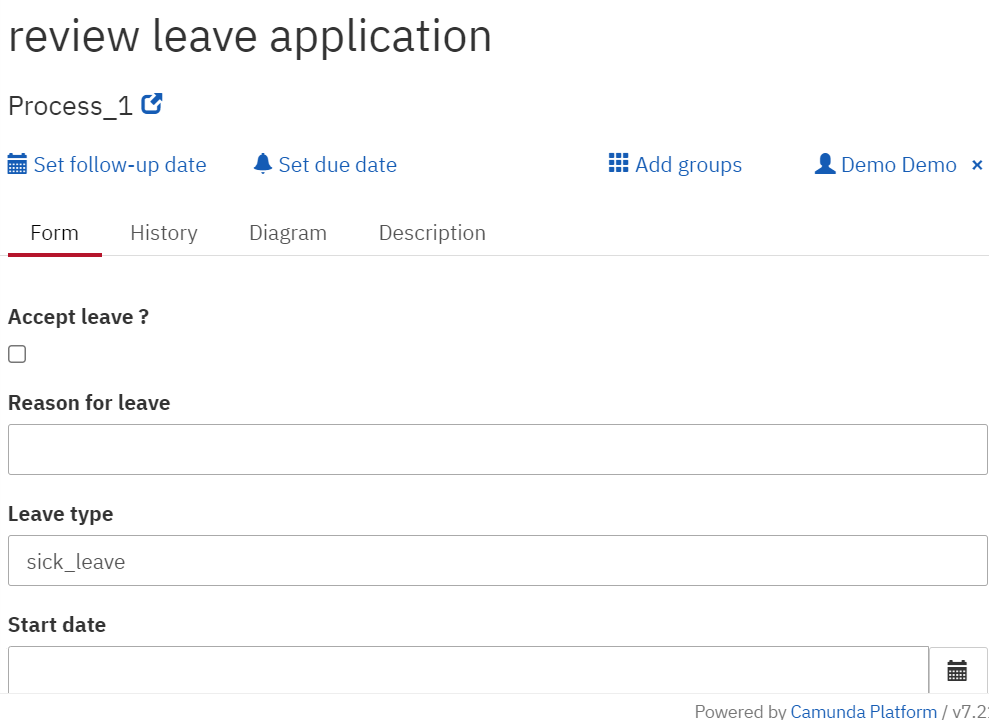 review leave application
Process_1
Set follow-up date Set due date Add groups Demo Demo ×
Form History Diagram Description
Accept leave ?
Reason for leave
Leave type
sick_leave
Start date
Powered by Camunda Platform / v7.2